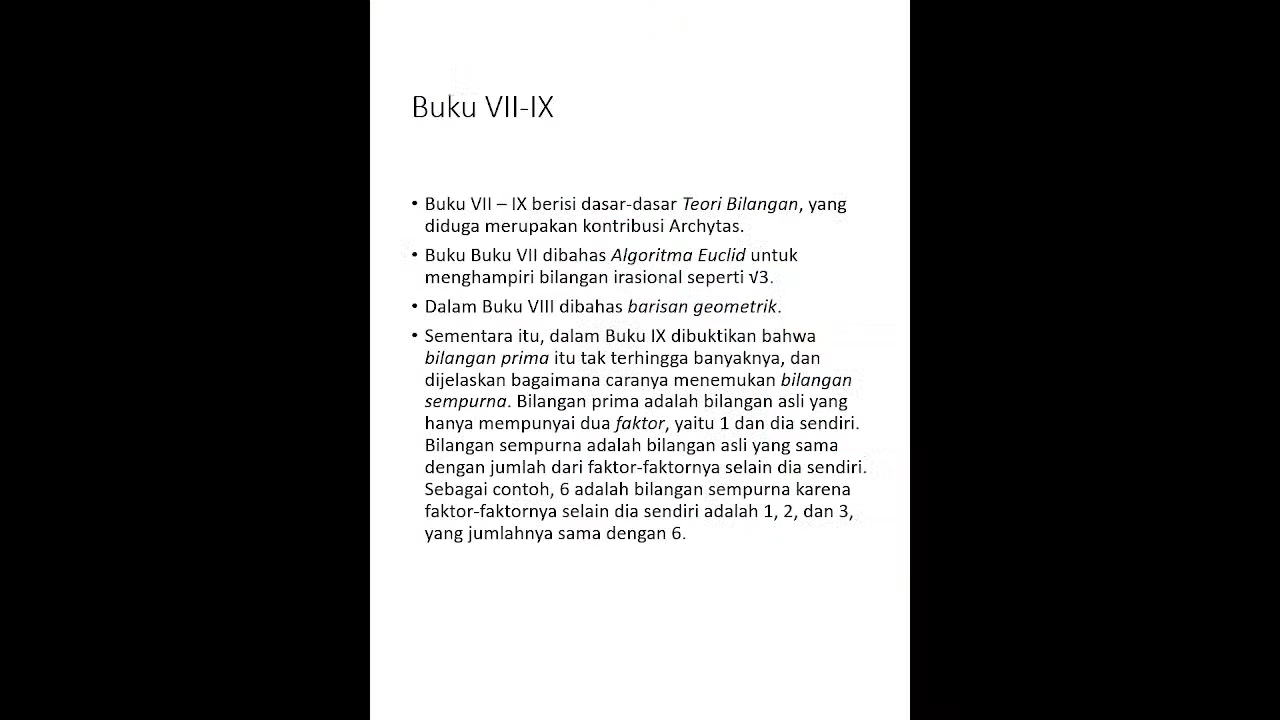 Buku VII-IX
• Buku VII – IX berisi dasar-dasar Teori Bilangan, yang
diduga merupakan kontribusi Archytas.
• Buku Buku VII dibahas Algoritma Euclid untuk
menghampiri bilangan irasional seperti √3.
• Dalam Buku VIII dibahas barisan geometrik.
• Sementara itu, dalam Buku IX dibuktikan bahwa
bilangan prima itu tak terhingga banyaknya, dan
dijelaskan bagaimana caranya menemukan bilangan
sempurna. Bilangan prima adalah bilangan asli yang
hanya mempunyai dua faktor, yaitu 1 dan dia sendiri.
Bilangan sempurna adalah bilangan asli yang sama
dengan jumlah dari faktor-faktornya selain dia sendiri.
Sebagai contoh, 6 adalah bilangan sempurna karena
faktor-faktornya selain dia sendiri adalah 1, 2, dan 3,
yang jumlahnya sama dengan 6.